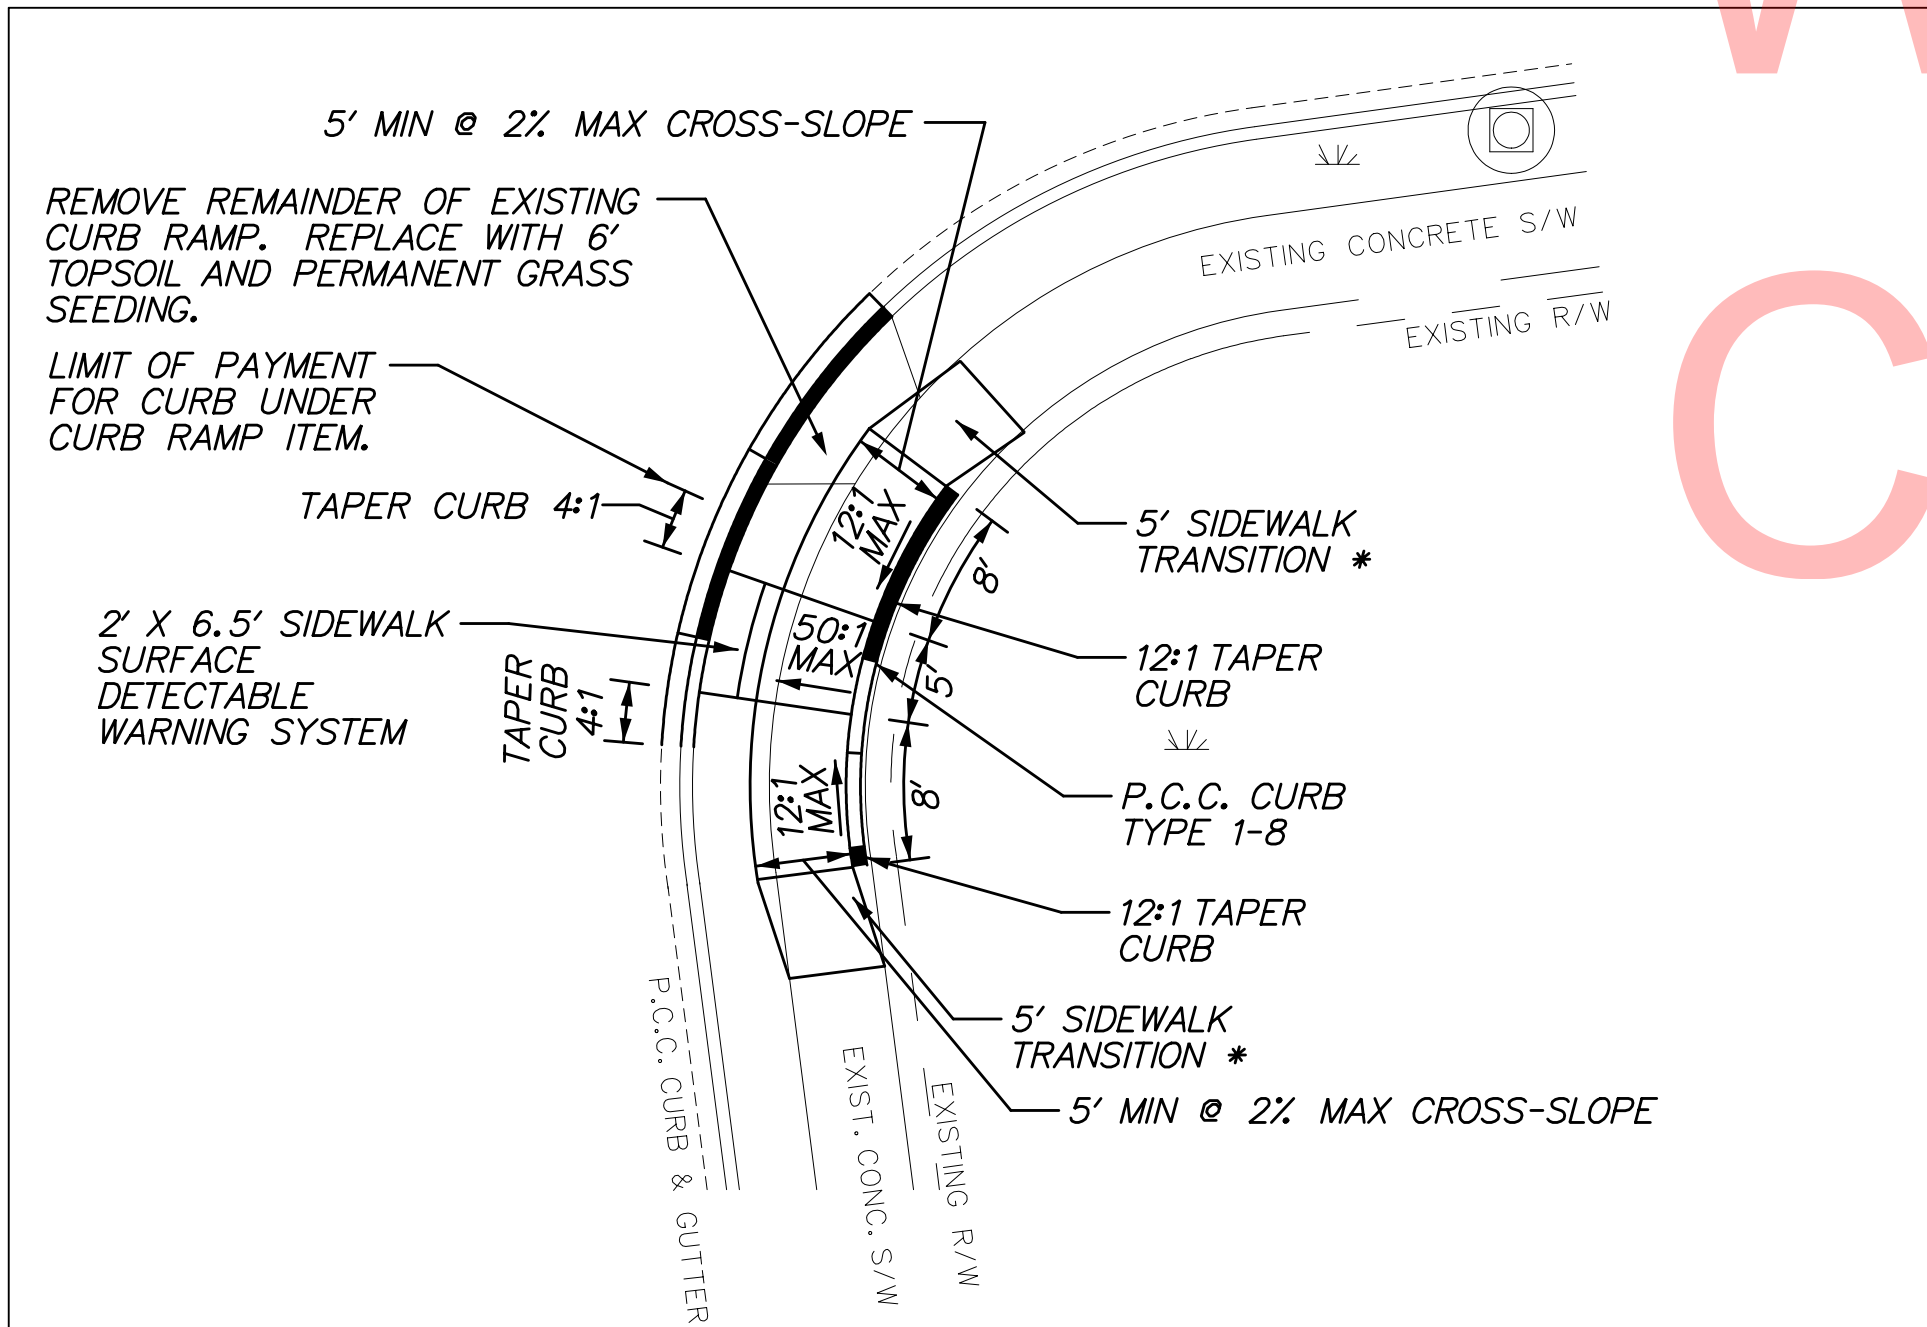 5' MIN @ 2% MAX CROSS-SLOPE
REMOVE REMAINDER OF EXISTING
CURB RAMP. REPLACE WITH 6'
TOPSOIL AND PERMANENT GRASS
SEEDING.
LIMIT OF PAYMENT
FOR CURB UNDER
CURB RAMP ITEM.
TAPER CURB 4:1
2' X 6.5' SIDEWALK
SURFACE
DETECTABLE
WARNING SYSTEM
TAPER
CURB
4:1
12:1
MAX
50:1
MAX
12:1
MAX
8'
5'
8'
EXISTING CONCRETE S/W
EXISTING R/W
5' SIDEWALK
TRANSITION *
12:1 TAPER
CURB
P.C.C. CURB
TYPE 1-8
12:1 TAPER
CURB
5' SIDEWALK
TRANSITION *
5' MIN @ 2% MAX CROSS-SLOPE
P.C.C. CURB & GUTTER
EXIST. CONC. S/W
EXISTING R/W
W
C